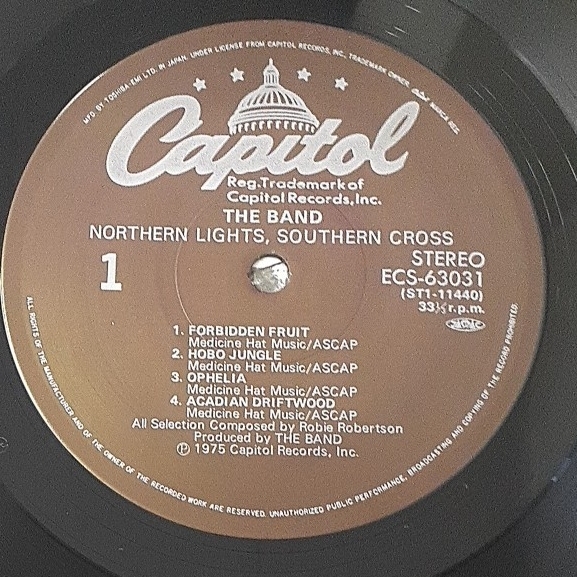 MFD BY TOSHIBA-EMI LTD. IN JAPAN. UNDER LICENSE FROM CAPITOL RECORDS, INC., TRADEMARK OWNER.
Capitol
Reg.Trademark of
Capitol Records,Inc.
THE BAND
NORTHERN LIGHTS, SOUTHERN CROSS
1
STEREO
ECS-63031
(ST1-11440)
33⅓ r.p.m.
1. FORBIDDEN FRUIT
Medicine Hat Music/ASCAP
2. HOBO JUNGLE
Medicine Hat Music/ASCAP
3. OPHELIA
Medicine Hat Music/ASCAP
4. ACADIAN DRIFTWOOD
Medicine Hat Music/ASCAP
All Selection Composed by Robie Robertson
Produced by THE BAND
℗ 1975 Capitol Records, Inc.
ALL RIGHTS OF THE MANUFACTURER AND OF THE OWNER OF THE RECORDED WORK ARE RESERVED. UNAUTHORIZED PUBLIC PERFORMANCE, BROADCASTING AND COPYING OF THE RECORD PROHIBITED.